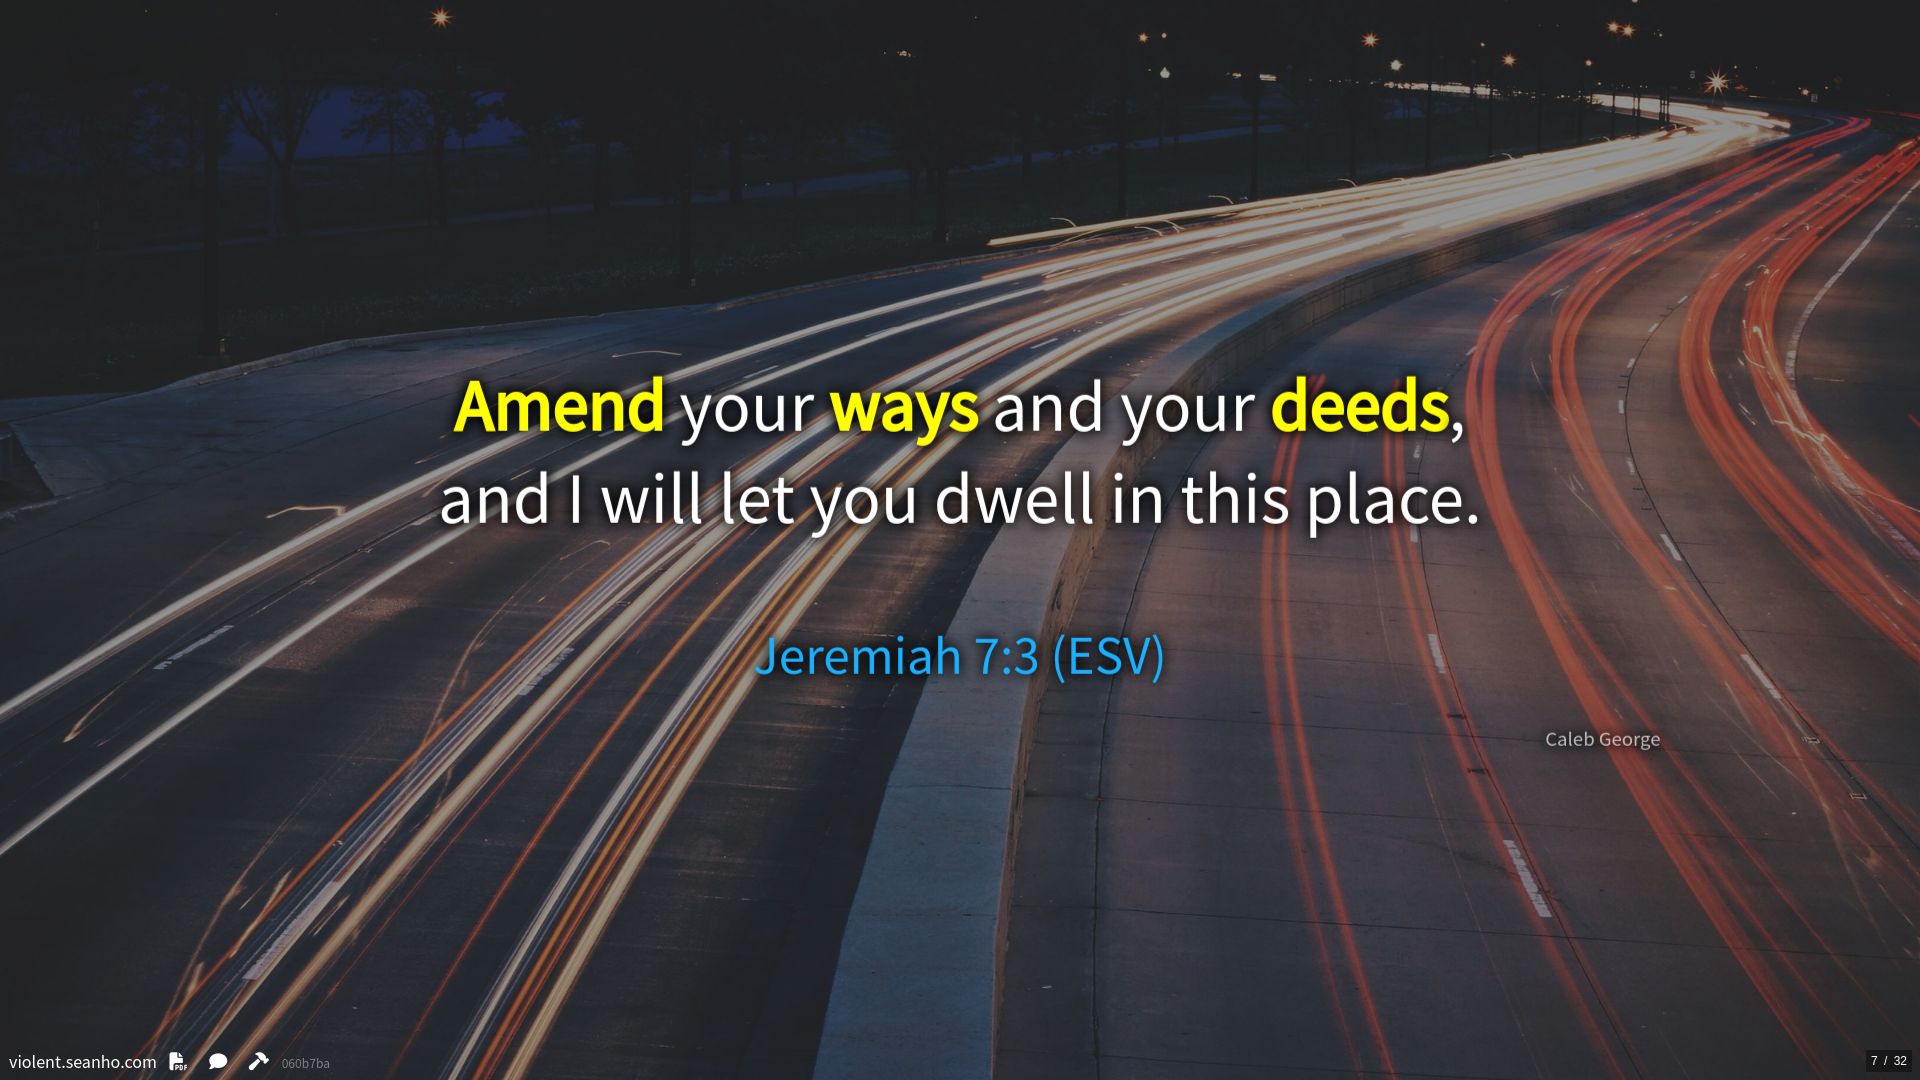 Amend your ways and your deeds,
and I will let you dwell in this place.
Jeremiah 7:3 (ESV)
Caleb George
violent.seanho.com
PDF
060b7ba
7 / 32